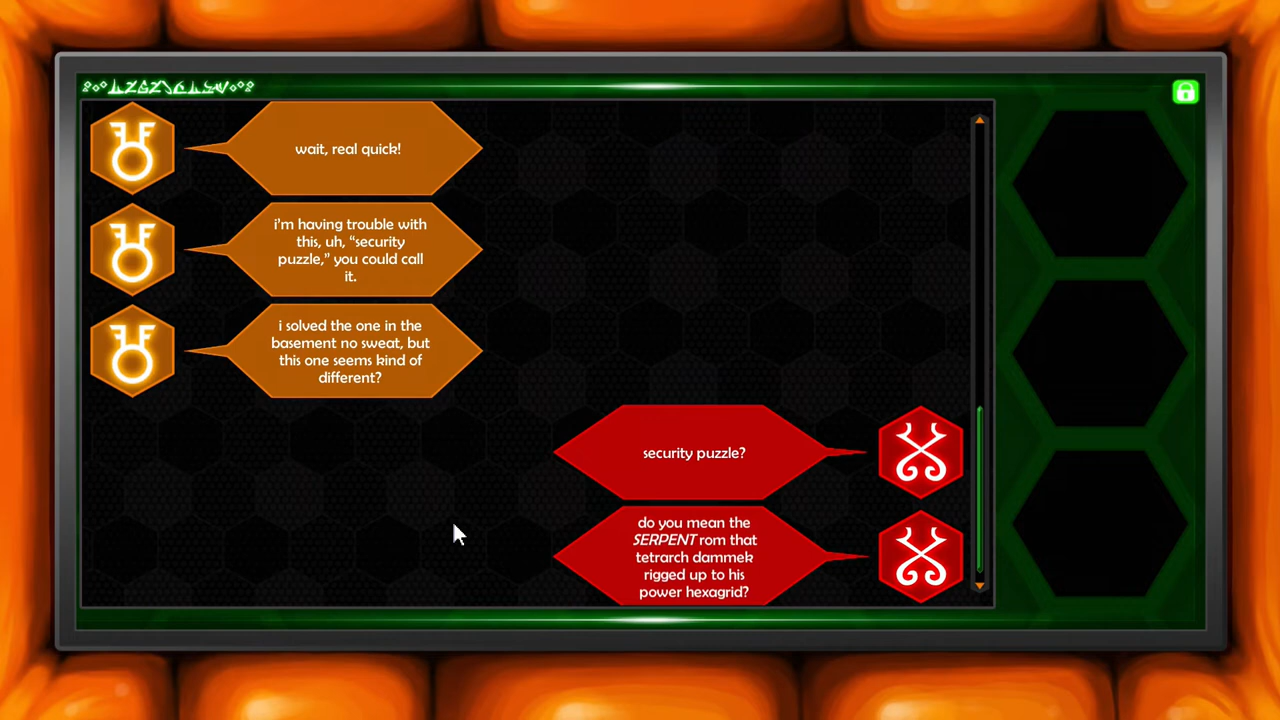 wait, real quick!
i'm having trouble with
this, uh, “security
puzzle,” you could call
it.
i solved the one in the
basement no sweat, but
this one seems kind of
different?
security puzzle?
do you mean the
SERPENT rom that
tetrarch dammek
rigged up to his
power hexagrid?